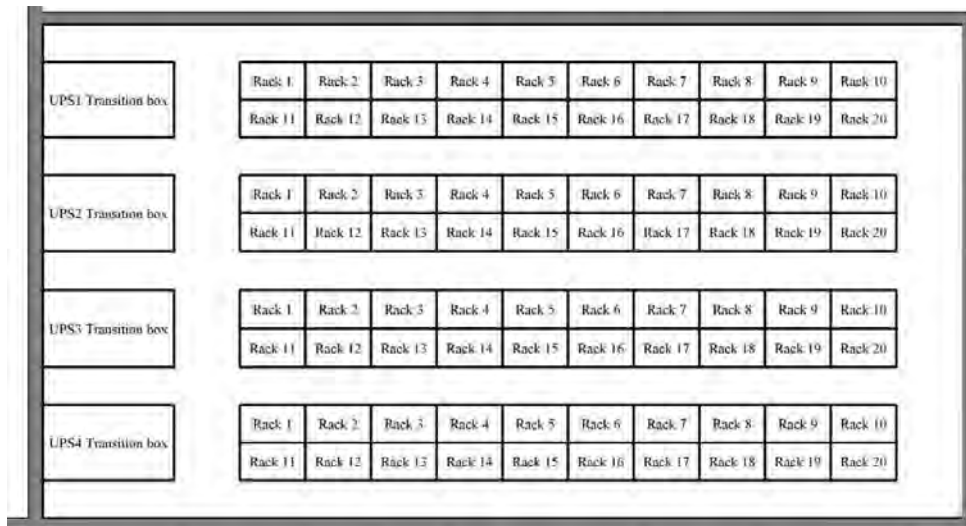 Rack 1 Rack 2 Rack 3 Rack 4 Rack 5 Rack 6 Rack 7 Rack 8 Rack 9 Rack 10
UPS1 Transition box
Rack 11 Rack 12 Rack 13 Rack 14 Rack 15 Rack 16 Rack 17 Rack 18 Rack 19 Rack 20
Rack 1 Rack 2 Rack 3 Rack 4 Rack 5 Rack 6 Rack 7 Rack 8 Rack 9 Rack 10
UPS2 Transition box
Rack 11 Rack 12 Rack 13 Rack 14 Rack 15 Rack 16 Rack 17 Rack 18 Rack 19 Rack 20
Rack 1 Rack 2 Rack 3 Rack 4 Rack 5 Rack 6 Rack 7 Rack 8 Rack 9 Rack 10
UPS3 Transition box
Rack 11 Rack 12 Rack 13 Rack 14 Rack 15 Rack 16 Rack 17 Rack 18 Rack 19 Rack 20
Rack 1 Rack 2 Rack 3 Rack 4 Rack 5 Rack 6 Rack 7 Rack 8 Rack 9 Rack 10
UPS4 Transition box
Rack 11 Rack 12 Rack 13 Rack 14 Rack 15 Rack 16 Rack 17 Rack 18 Rack 19 Rack 20